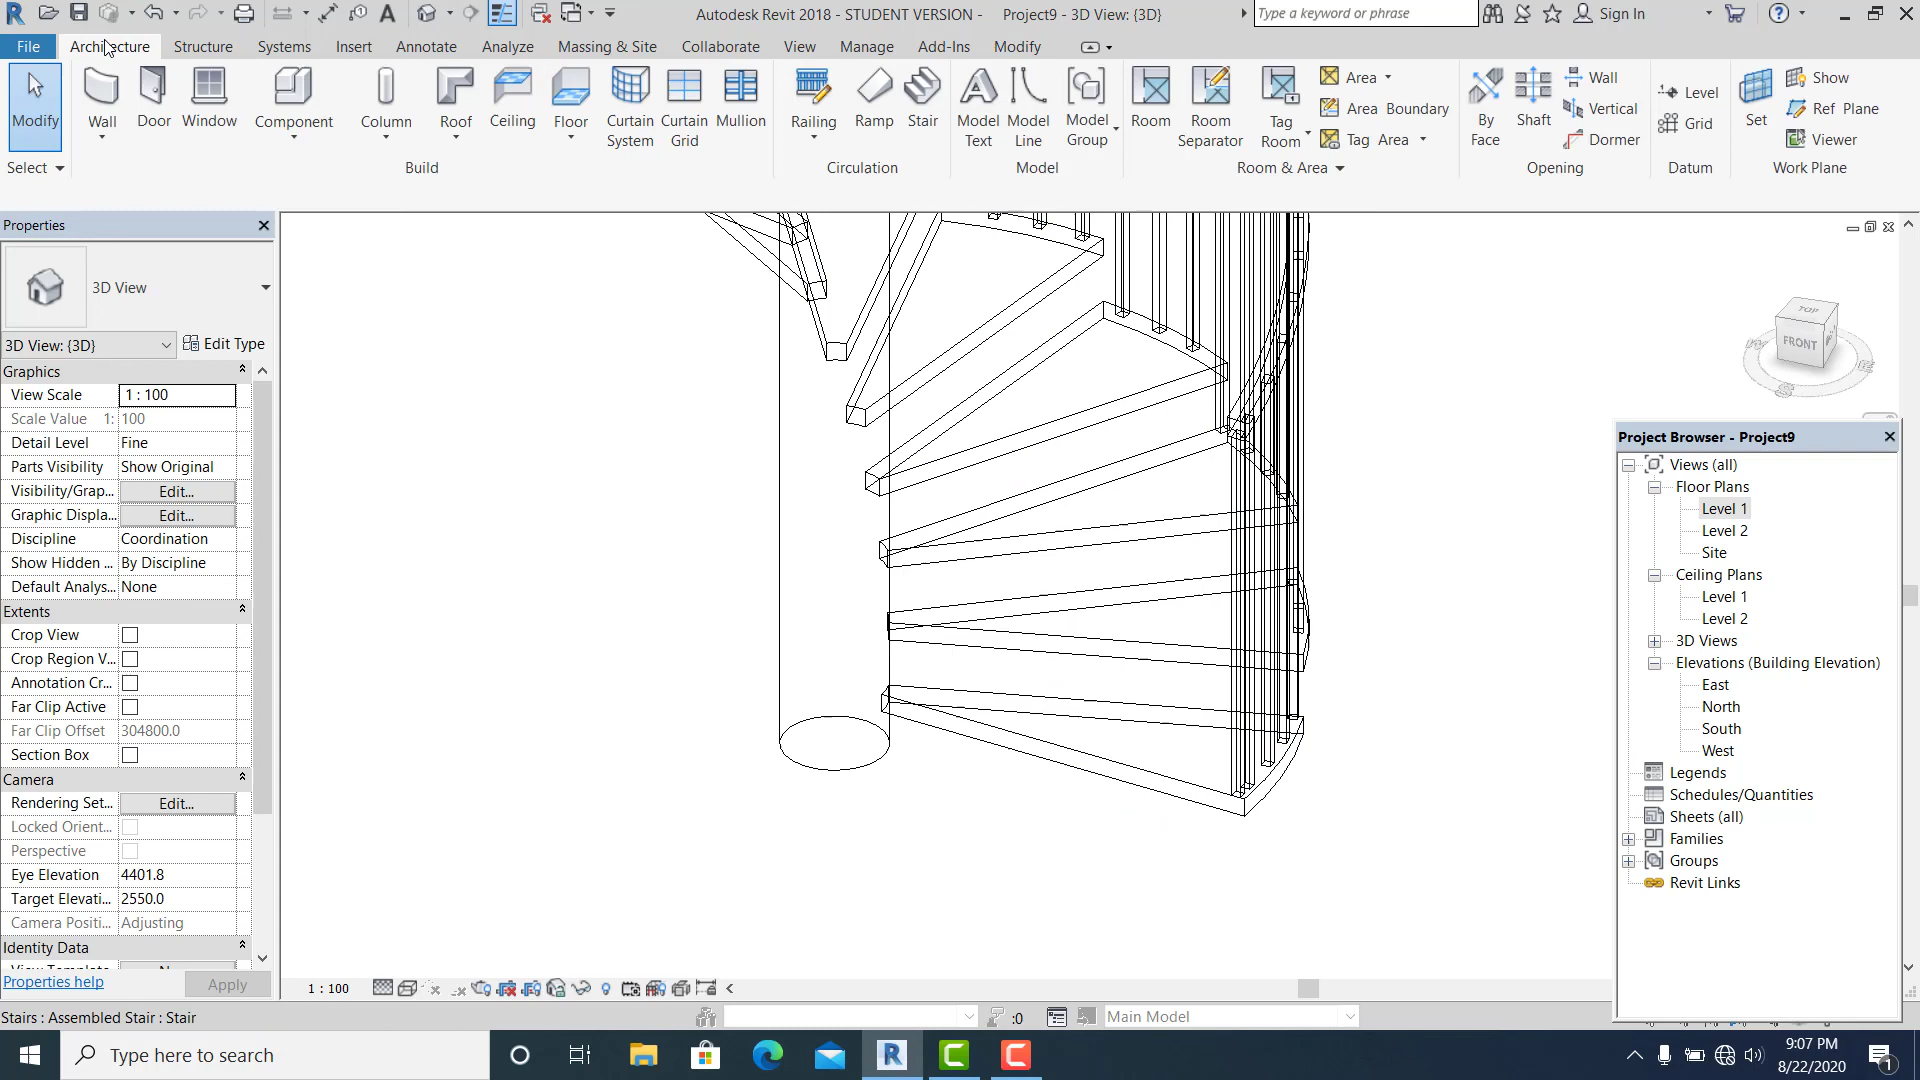 Autodesk Revit 2018 - STUDENT VERSION - Project9 - 3D View: {3D}
Type a keyword or phrase
Sign In
File Architecture Structure Systems Insert Annotate Analyze Massing & Site Collaborate View Manage Add-Ins Modify
Modify Wall Door Window Component Column Roof Ceiling Floor Curtain System Curtain Grid Mullion Railing Ramp Stair Model Text Model Line Model Group Room Room Separator Tag Room
Area
Area Boundary
Tag Area
By Face Shaft Wall Vertical Dormer
Level
Grid
Set Show Ref Plane Viewer
Select Build Circulation Model Room & Area Opening Datum Work Plane
Properties
3D View
3D View: {3D} Edit Type
Graphics
View Scale 1 : 100
Scale Value 1: 100
Detail Level Fine
Parts Visibility Show Original
Visibility/Grap... Edit...
Graphic Displa... Edit...
Discipline Coordination
Show Hidden ... By Discipline
Default Analys... None
Extents
Crop View
Crop Region V...
Annotation Cr...
Far Clip Active
Far Clip Offset 304800.0
Section Box
Camera
Rendering Set... Edit...
Locked Orient...
Perspective
Eye Elevation 4401.8
Target Elevati... 2550.0
Camera Positi... Adjusting
Identity Data
Properties help Apply
TOP
FRONT
Project Browser - Project9
Views (all)
Floor Plans
Level 1
Level 2
Site
Ceiling Plans
Level 1
Level 2
3D Views
Elevations (Building Elevation)
East
North
South
West
Legends
Schedules/Quantities
Sheets (all)
Families
Groups
Revit Links
1 : 100
Stairs : Assembled Stair : Stair
:0
Main Model
Type here to search
9:07 PM
8/22/2020
1